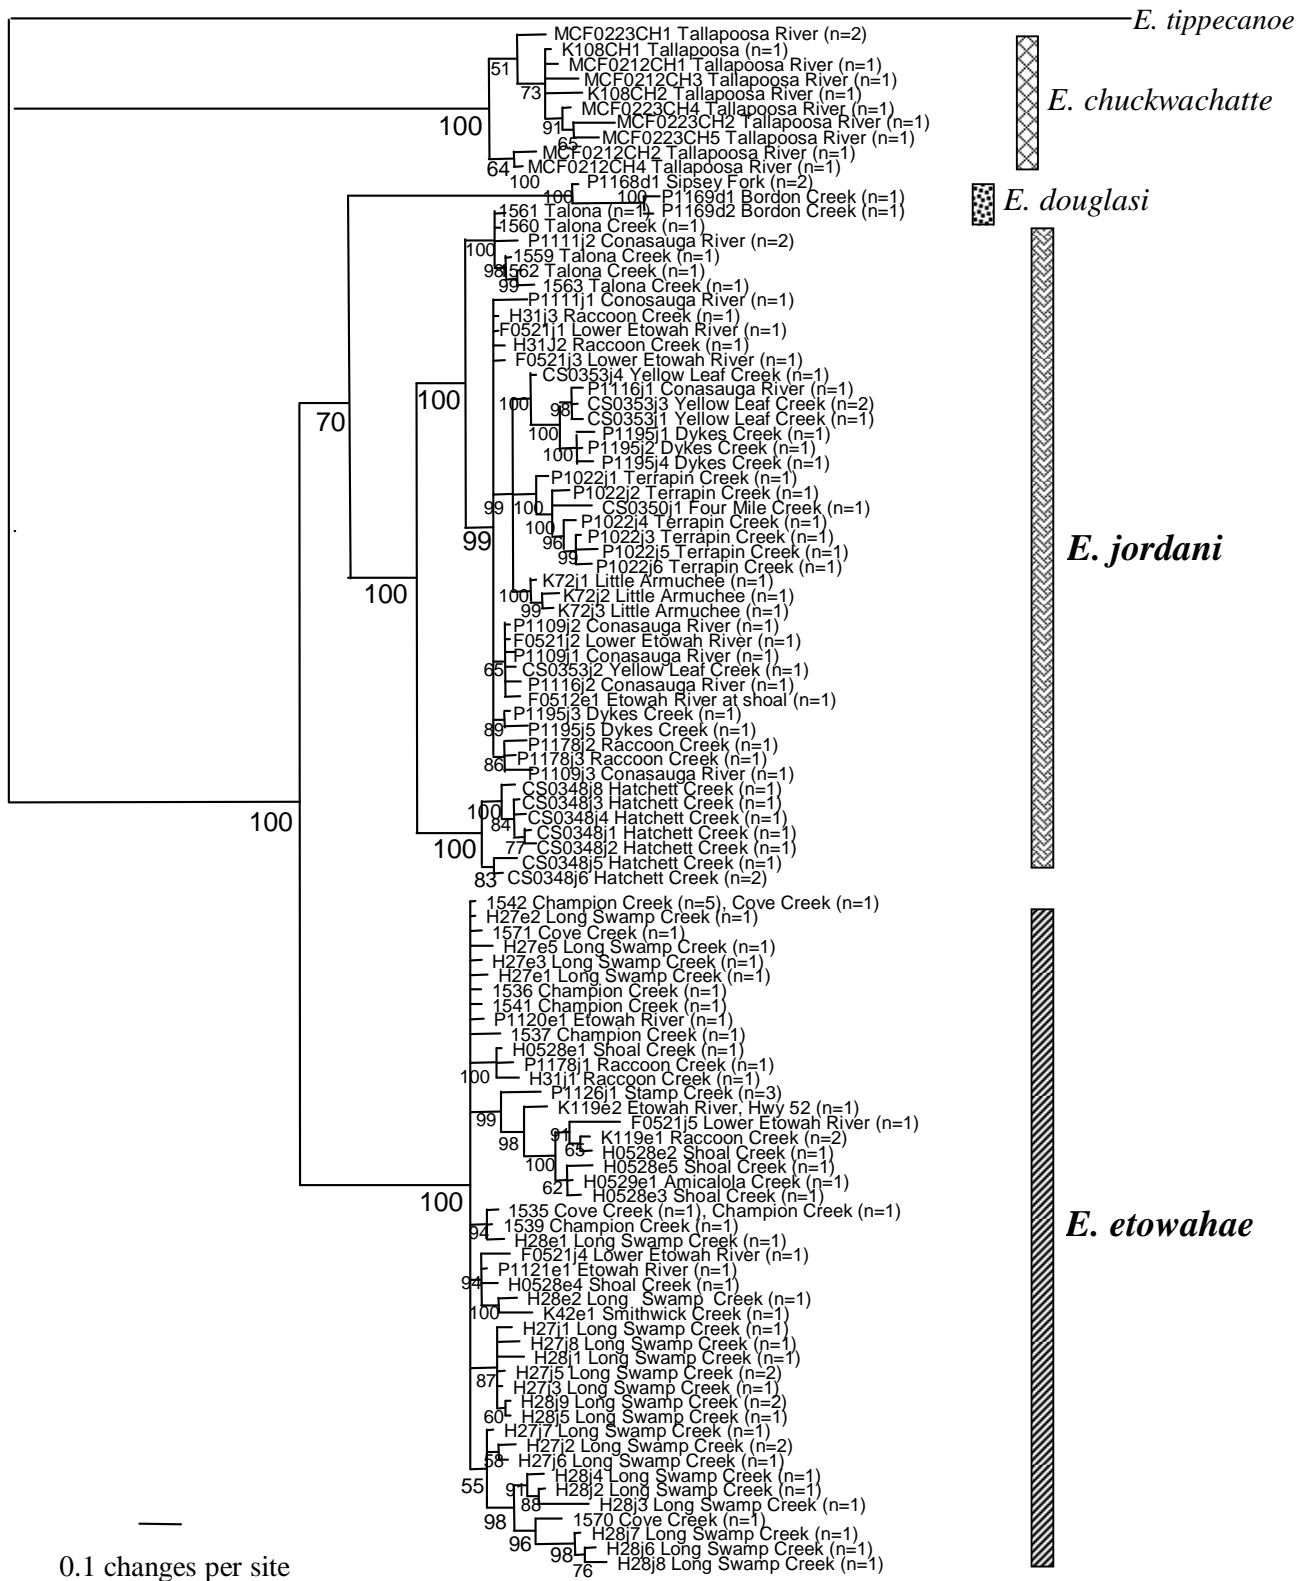 E. tippecanoe
MCF0223CH1 Tallapoosa River (n=2)
K108CH1 Tallapoosa (n=1)
51
MCF0212CH1 Tallapoosa River (n=1)
MCF0212CH3 Tallapoosa River (n=1)
73
K108CH2 Tallapoosa River (n=1)
E. chuckwachatte
MCF0223CH4 Tallapoosa River (n=1)
100
91
MCF0223CH2 Tallapoosa River (n=1)
65
MCF0223CH5 Tallapoosa River (n=1)
MCF0212CH2 Tallapoosa River (n=1)
64
MCF0212CH4 Tallapoosa River (n=1)
100
P1168d1 Sipsey Fork (n=2)
100
100
P1169d1 Bordon Creek (n=1)
E. douglasi
1561 Talona (n=1)
P1169d2 Bordon Creek (n=1)
1560 Talona Creek (n=1)
100
P1111j2 Conasauga River (n=2)
1559 Talona Creek (n=1)
98
1562 Talona Creek (n=1)
99
1563 Talona Creek (n=1)
P1111j1 Conosauga River (n=1)
H31j3 Raccoon Creek (n=1)
F0521j1 Lower Etowah River (n=1)
H31J2 Raccoon Creek (n=1)
F0521j3 Lower Etowah River (n=1)
CS0353j4 Yellow Leaf Creek (n=1)
P1116j1 Conasauga River (n=1)
100
100
98
CS0353j3 Yellow Leaf Creek (n=2)
70
CS0353j1 Yellow Leaf Creek (n=1)
100
P1195j1 Dykes Creek (n=1)
P1195j2 Dykes Creek (n=1)
100
P1195j4 Dykes Creek (n=1)
P1022j1 Terrapin Creek (n=1)
P1022j2 Terrapin Creek (n=1)
99
100
CS0350j1 Four Mile Creek (n=1)
100
P1022j4 Terrapin Creek (n=1)
99
96
P1022j3 Terrapin Creek (n=1)
E. jordani
99
P1022j5 Terrapin Creek (n=1)
P1022j6 Terrapin Creek (n=1)
K72j1 Little Armuchee (n=1)
100
100
K72j2 Little Armuchee (n=1)
99
K72j3 Little Armuchee (n=1)
P1109j2 Conasauga River (n=1)
F0521j2 Lower Etowah River (n=1)
P1109j1 Conasauga River (n=1)
65
CS0353j2 Yellow Leaf Creek (n=1)
P1116j2 Conasauga River (n=1)
F0512e1 Etowah River at shoal (n=1)
P1195j3 Dykes Creek (n=1)
89
P1195j5 Dykes Creek (n=1)
P1178j2 Raccoon Creek (n=1)
86
P1178j3 Raccoon Creek (n=1)
P1109j3 Conasauga River (n=1)
CS0348j8 Hatchett Creek (n=1)
100
CS0348j3 Hatchett Creek (n=1)
100
84
CS0348j4 Hatchett Creek (n=1)
CS0348j1 Hatchett Creek (n=1)
100
77
CS0348j2 Hatchett Creek (n=1)
CS0348j5 Hatchett Creek (n=1)
83
CS0348j6 Hatchett Creek (n=2)
1542 Champion Creek (n=5), Cove Creek (n=1)
H27e2 Long Swamp Creek (n=1)
1571 Cove Creek (n=1)
H27e5 Long Swamp Creek (n=1)
H27e3 Long Swamp Creek (n=1)
H27e1 Long Swamp Creek (n=1)
1536 Champion Creek (n=1)
1541 Champion Creek (n=1)
P1120e1 Etowah River (n=1)
1537 Champion Creek (n=1)
H0528e1 Shoal Creek (n=1)
P1178j1 Raccoon Creek (n=1)
100
H31j1 Raccoon Creek (n=1)
P1126j1 Stamp Creek (n=3)
K119e2 Etowah River, Hwy 52 (n=1)
99
F0521j5 Lower Etowah River (n=1)
98
91
K119e1 Raccoon Creek (n=2)
65
H0528e2 Shoal Creek (n=1)
100
H0528e5 Shoal Creek (n=1)
62
H0529e1 Amicalola Creek (n=1)
H0528e3 Shoal Creek (n=1)
100
1535 Cove Creek (n=1), Champion Creek (n=1)
94
1539 Champion Creek (n=1)
E. etowahae
H28e1 Long Swamp Creek (n=1)
F0521j4 Lower Etowah River (n=1)
P1121e1 Etowah River (n=1)
94
H0528e4 Shoal Creek (n=1)
H28e2 Long Swamp Creek (n=1)
100
K42e1 Smithwick Creek (n=1)
H27j1 Long Swamp Creek (n=1)
H27j8 Long Swamp Creek (n=1)
H28j1 Long Swamp Creek (n=1)
87
H27j5 Long Swamp Creek (n=2)
H27j3 Long Swamp Creek (n=1)
H28j9 Long Swamp Creek (n=2)
60
H28j5 Long Swamp Creek (n=1)
H27j7 Long Swamp Creek (n=1)
H27j2 Long Swamp Creek (n=2)
58
H27j6 Long Swamp Creek (n=1)
55
H28j4 Long Swamp Creek (n=1)
91
H28j2 Long Swamp Creek (n=1)
88
H28j3 Long Swamp Creek (n=1)
98
1570 Cove Creek (n=1)
H28j7 Long Swamp Creek (n=1)
96
98
H28j6 Long Swamp Creek (n=1)
76
H28j8 Long Swamp Creek (n=1)
0.1 changes per site